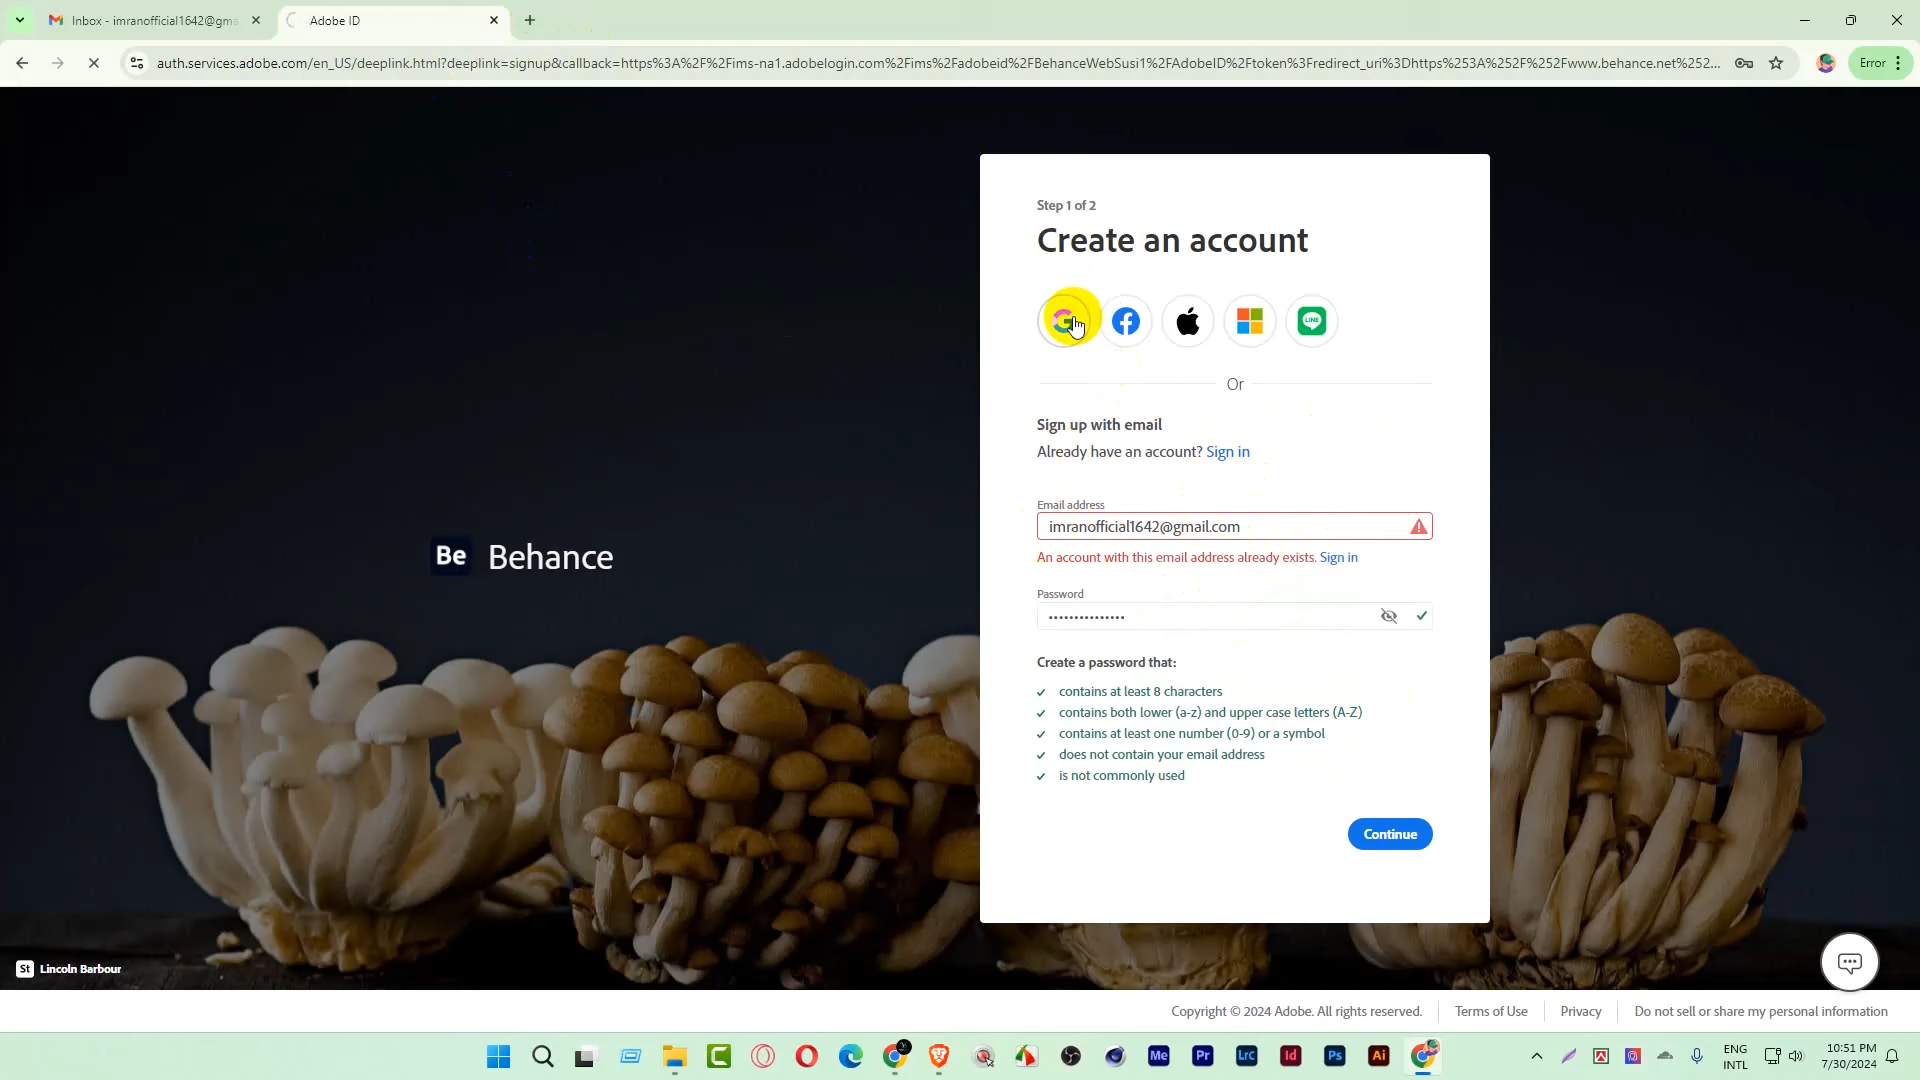 Inbox - imranofficial1642@gma
Adobe ID
auth.services.adobe.com/en_US/deeplink.html?deeplink=signup&callback=https%3A%2F%2Fims-na1.adobelogin.com%2Fims%2Fadobeid%2FBehanceWebSusi1%2FAdobeID%2Ftoken%3Fredirect_uri%3Dhttps%253A%252F%252Fwww.behance.net%252...
Error
Step 1 of 2
Create an account
LINE
Or
Sign up with email
Already have an account? Sign in
Email address
imranofficial1642@gmail.com
An account with this email address already exists. Sign in
Be Behance
Password
•••••••••••••••
Create a password that:
contains at least 8 characters
contains both lower (a-z) and upper case letters (A-Z)
contains at least one number (0-9) or a symbol
does not contain your email address
is not commonly used
Continue
St Lincoln Barbour
Copyright © 2024 Adobe. All rights reserved.
Terms of Use
Privacy
Do not sell or share my personal information
Me
Pr
LrC
Id
Ps
Ai
ENG
INTL
10:51 PM
7/30/2024